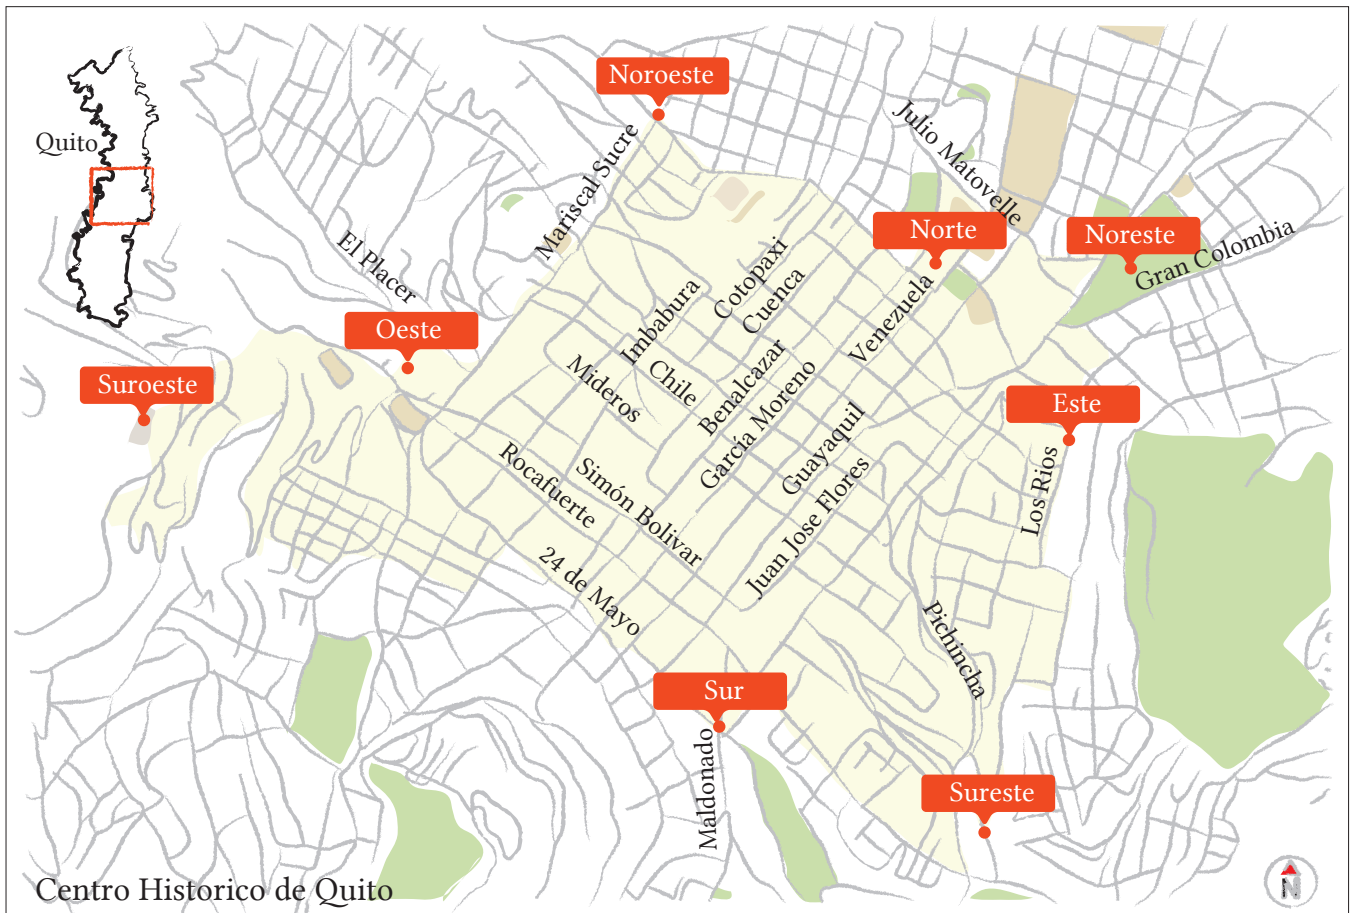 Noroeste
Quito
Julio Matovelle
Mariscal Sucre
Norte
Noreste
Gran Colombia
El Placer
Cotopaxi
Cuenca
Imbabura
Venezuela
Oeste
Suroeste
Mideros
Chile
Benalcazar
García Moreno
Este
Guayaquil
Rocafuerte
Simón Bolivar
Juan Jose Flores
Los Rios
24 de Mayo
Pichincha
Sur
Maldonado
Sureste
Centro Historico de Quito
N